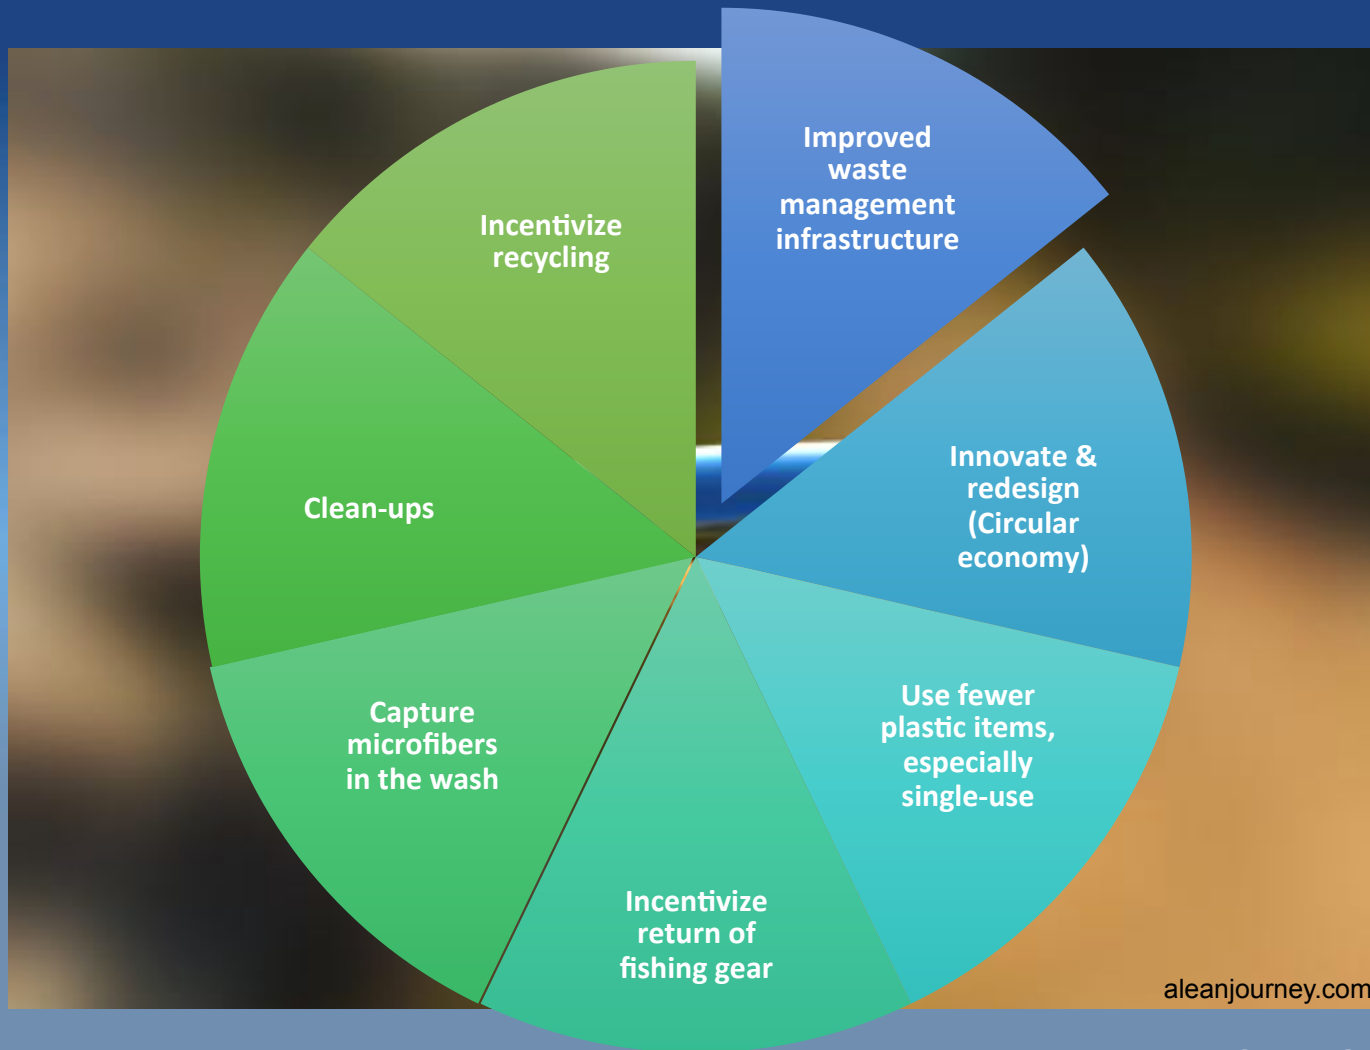 Improved
waste
management
infrastructure
Innovate &
redesign
(Circular
economy)
Use fewer
plastic items,
especially
single-use
Incentivize
return of
fishing gear
Capture
microfibers
in the wash
Clean-ups
Incentivize
recycling
aleanjourney.com